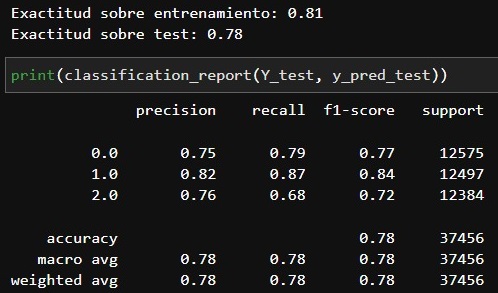 Exactitud sobre entrenamiento: 0.81
Exactitud sobre test: 0.78
print(classification_report(Y_test, y_pred_test))
precision recall f1-score support
0.0 0.75 0.79 0.77 12575
1.0 0.82 0.87 0.84 12497
2.0 0.76 0.68 0.72 12384
accuracy 0.78 37456
macro avg 0.78 0.78 0.78 37456
weighted avg 0.78 0.78 0.78 37456